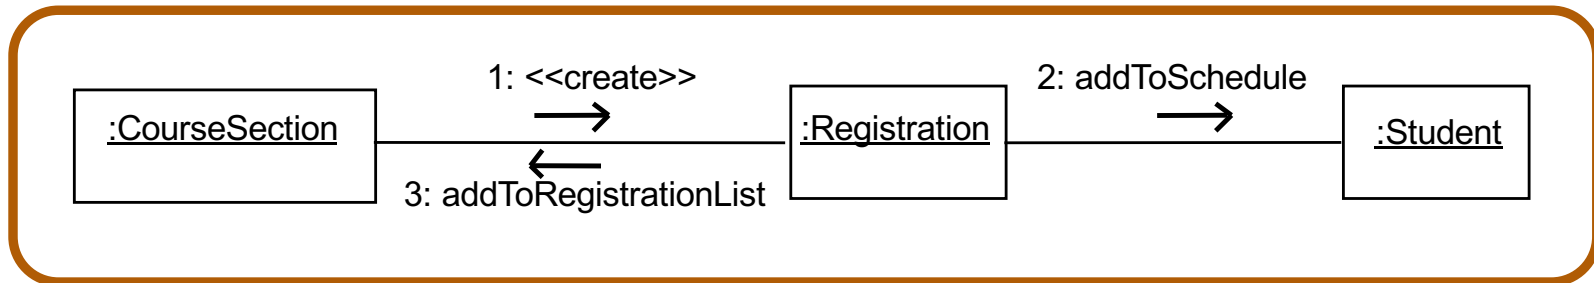 1: <<create>>
2: addToSchedule
:CourseSection
:Registration
:Student
3: addToRegistrationList